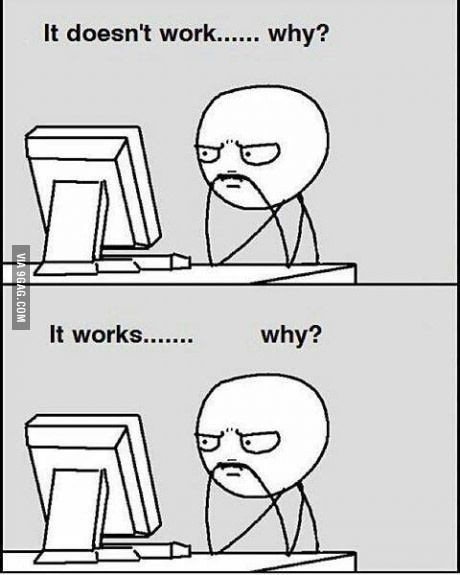 It doesn't work...... why?
VIA 9GAG.COM
It works....... why?